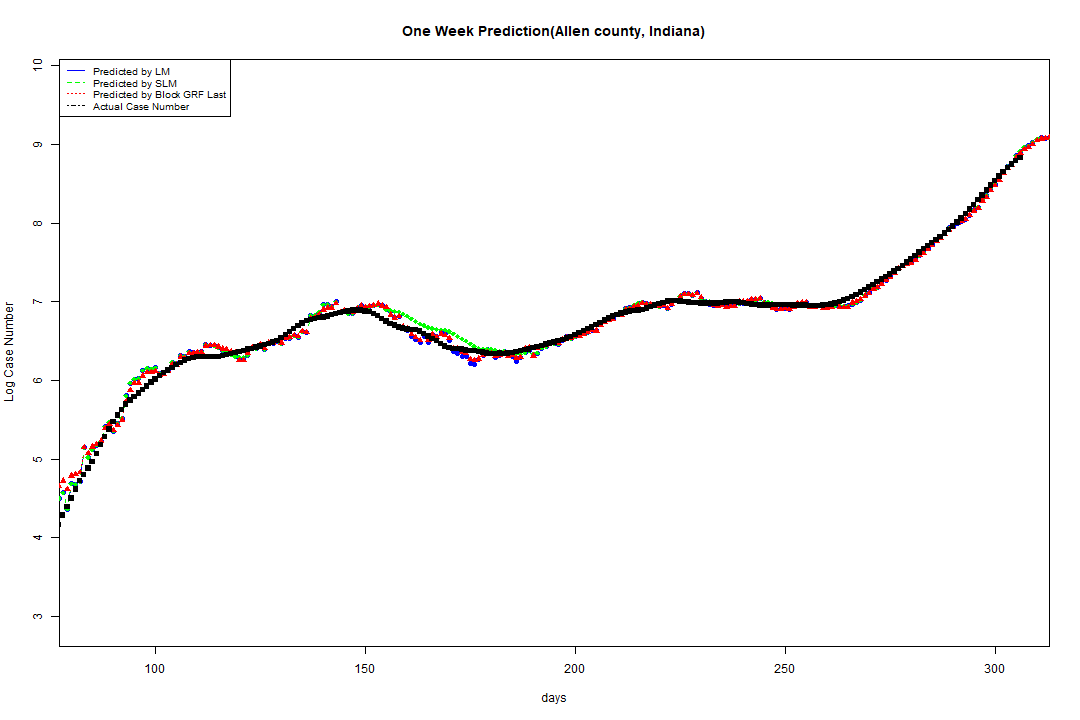 One Week Prediction(Allen county, Indiana)
Predicted by LM
Predicted by SLM
Predicted by Block GRF Last
Actual Case Number
10
9
8
7
6
5
4
3
Log Case Number
100 150 200 250 300
days